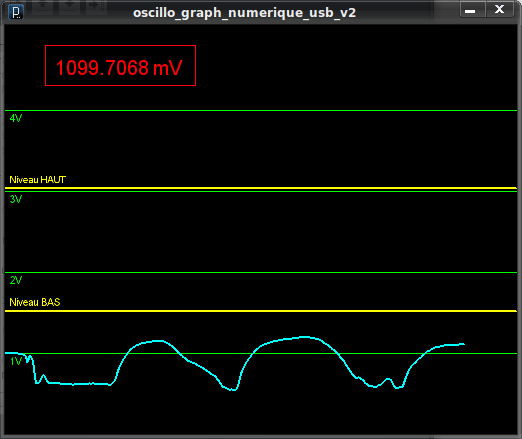 oscillo_graph_numerique_usb_v2
1099.7068 mV
4V
Niveau HAUT
3V
2V
Niveau BAS
1V